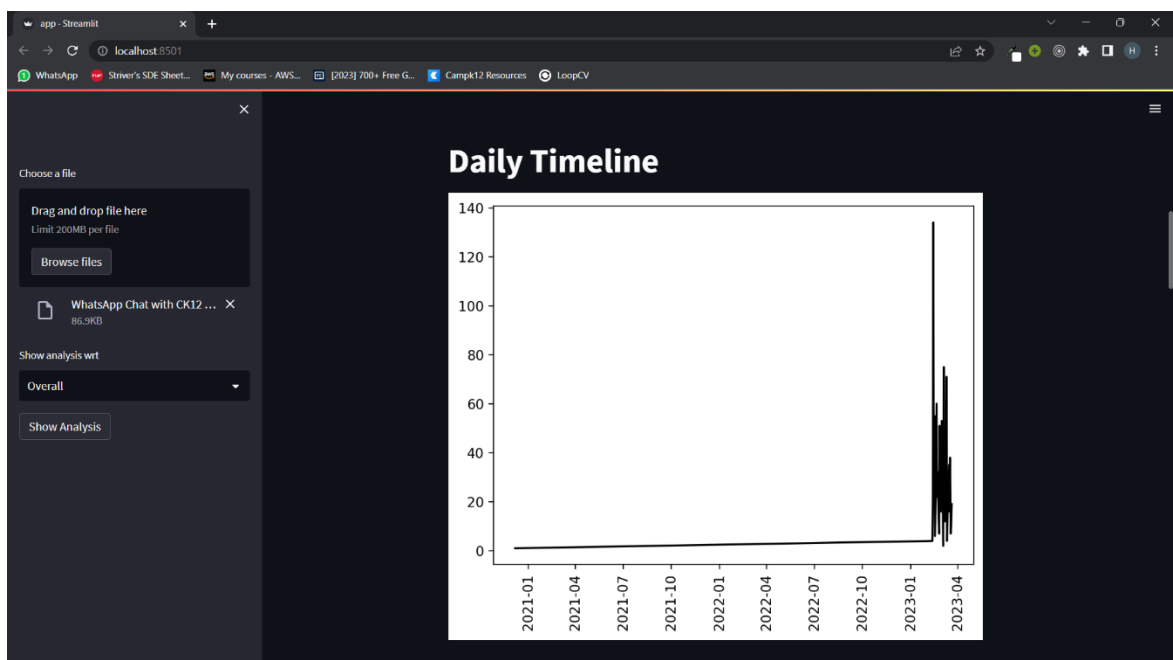 app - Streamlit
localhost:8501
WhatsApp Striver's SDE Sheet... My courses - AWS... [2023] 700+ Free G... Campk12 Resources LoopCV
Choose a file
Drag and drop file here
Limit 200MB per file
Browse files
WhatsApp Chat with CK12 ...
86.9KB
Show analysis wrt
Overall
Show Analysis
Daily Timeline
140
120
100
80
60
40
20
0
2021-01
2021-04
2021-07
2021-10
2022-01
2022-04
2022-07
2022-10
2023-01
2023-04
H